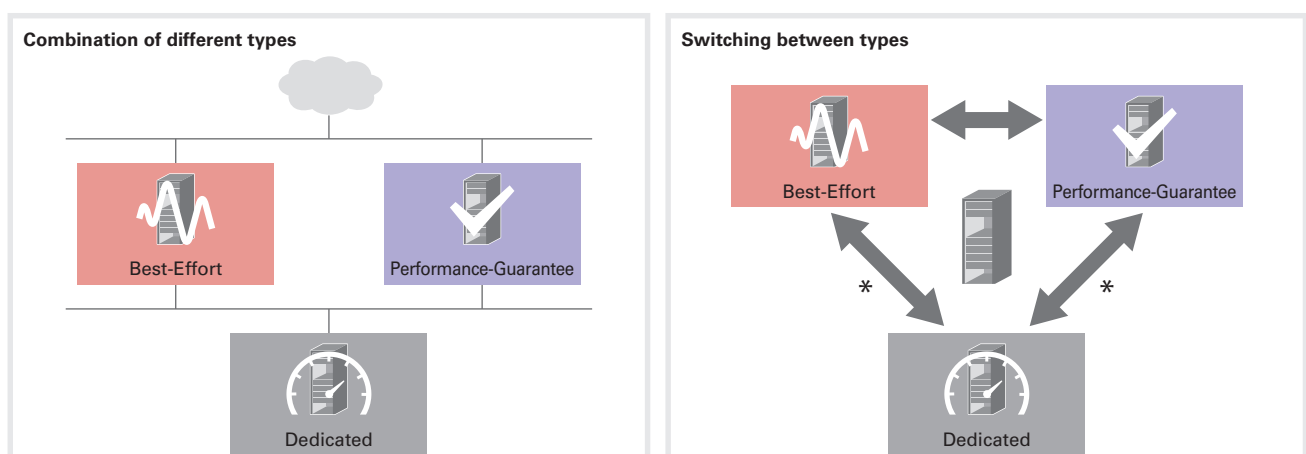 Combination of different types
Best-Effort
Performance-Guarantee
Dedicated
Switching between types
Best-Effort
Performance-Guarantee
*
*
Dedicated